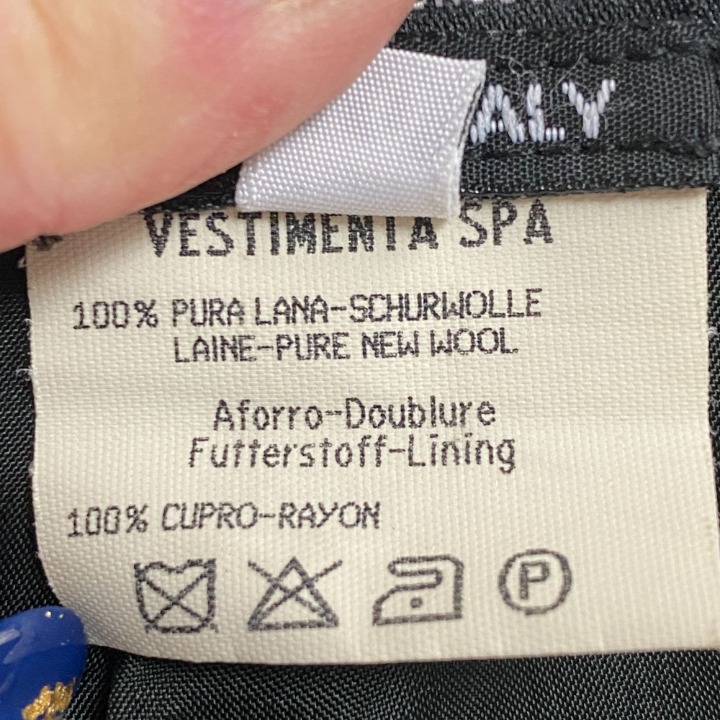 ALY
VESTIMENTA SPA
100% PURA LANA-SCHURWOLLE
LAINE-PURE NEW WOOL
Aforro-Doublure
Futterstoff-Lining
100% CUPRO-RAYON
P